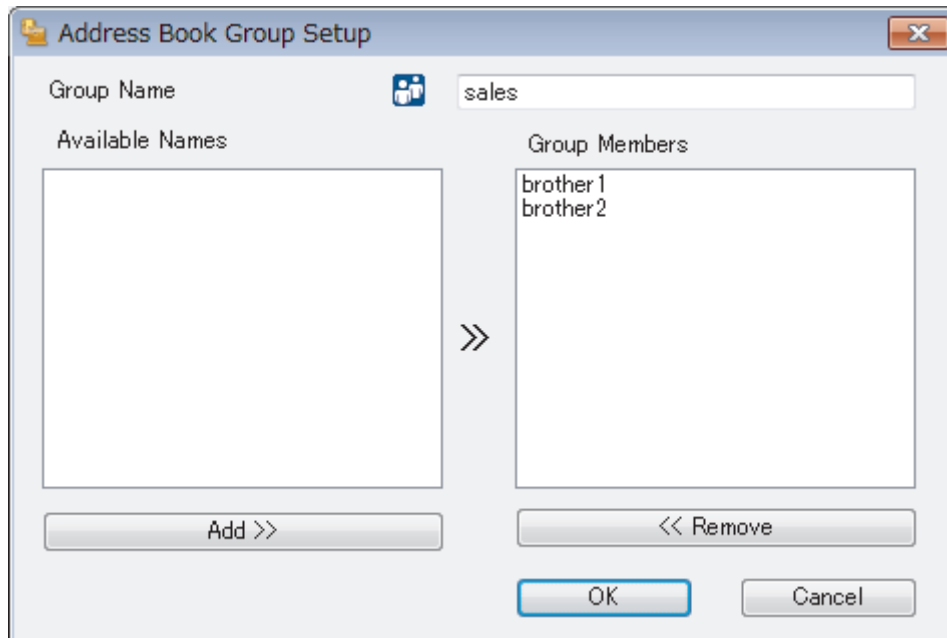 Address Book Group Setup
Group Name
sales
Available Names
Group Members
brother1
brother2
>>
Add >>
<< Remove
OK
Cancel